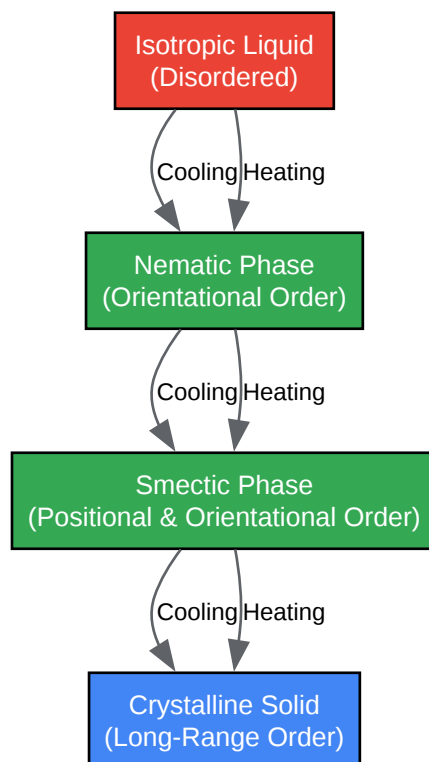 Isotropic Liquid
(Disordered)
Cooling Heating
Nematic Phase
(Orientational Order)
Cooling Heating
Smectic Phase
(Positional & Orientational Order)
Cooling Heating
Crystalline Solid
(Long-Range Order)